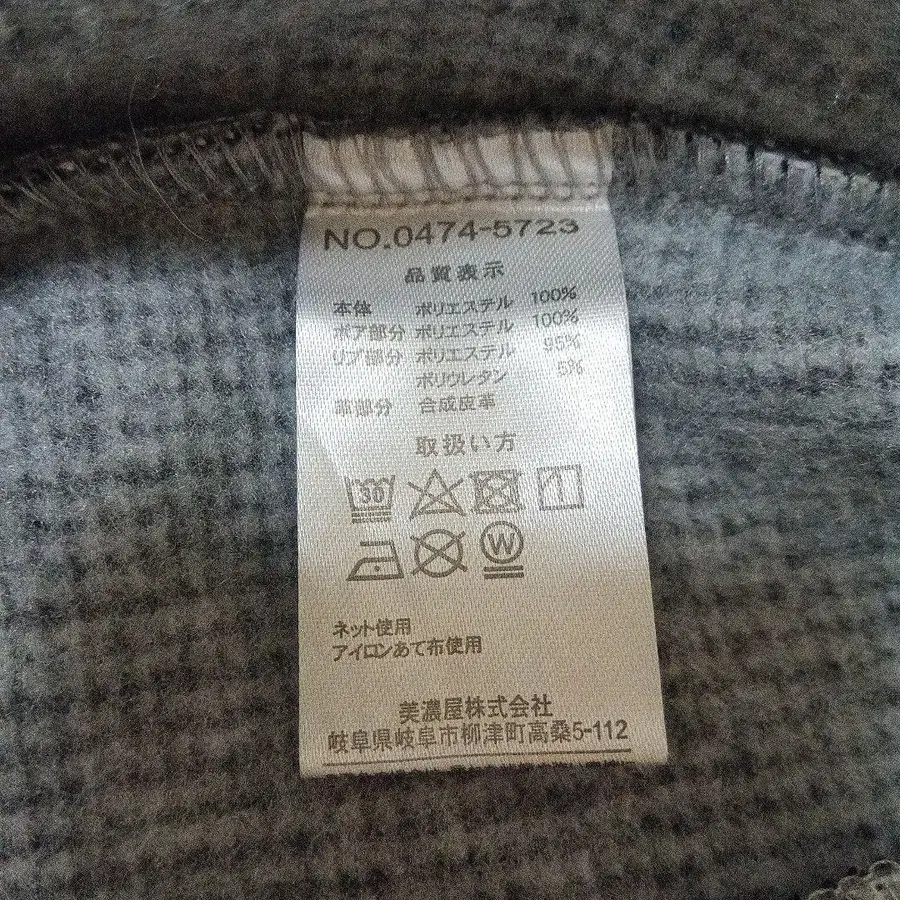 NO.0474-5723
品質表示
本体 ポリエステル 100%
ボア部分 ポリエステル 100%
リブ部分 ポリエステル 95%
ポリウレタン 5%
革部分 合成皮革
取扱い方
30
W
ネット使用
アイロンあて布使用
美濃屋株式会社
岐阜県岐阜市柳津町高桑5-112